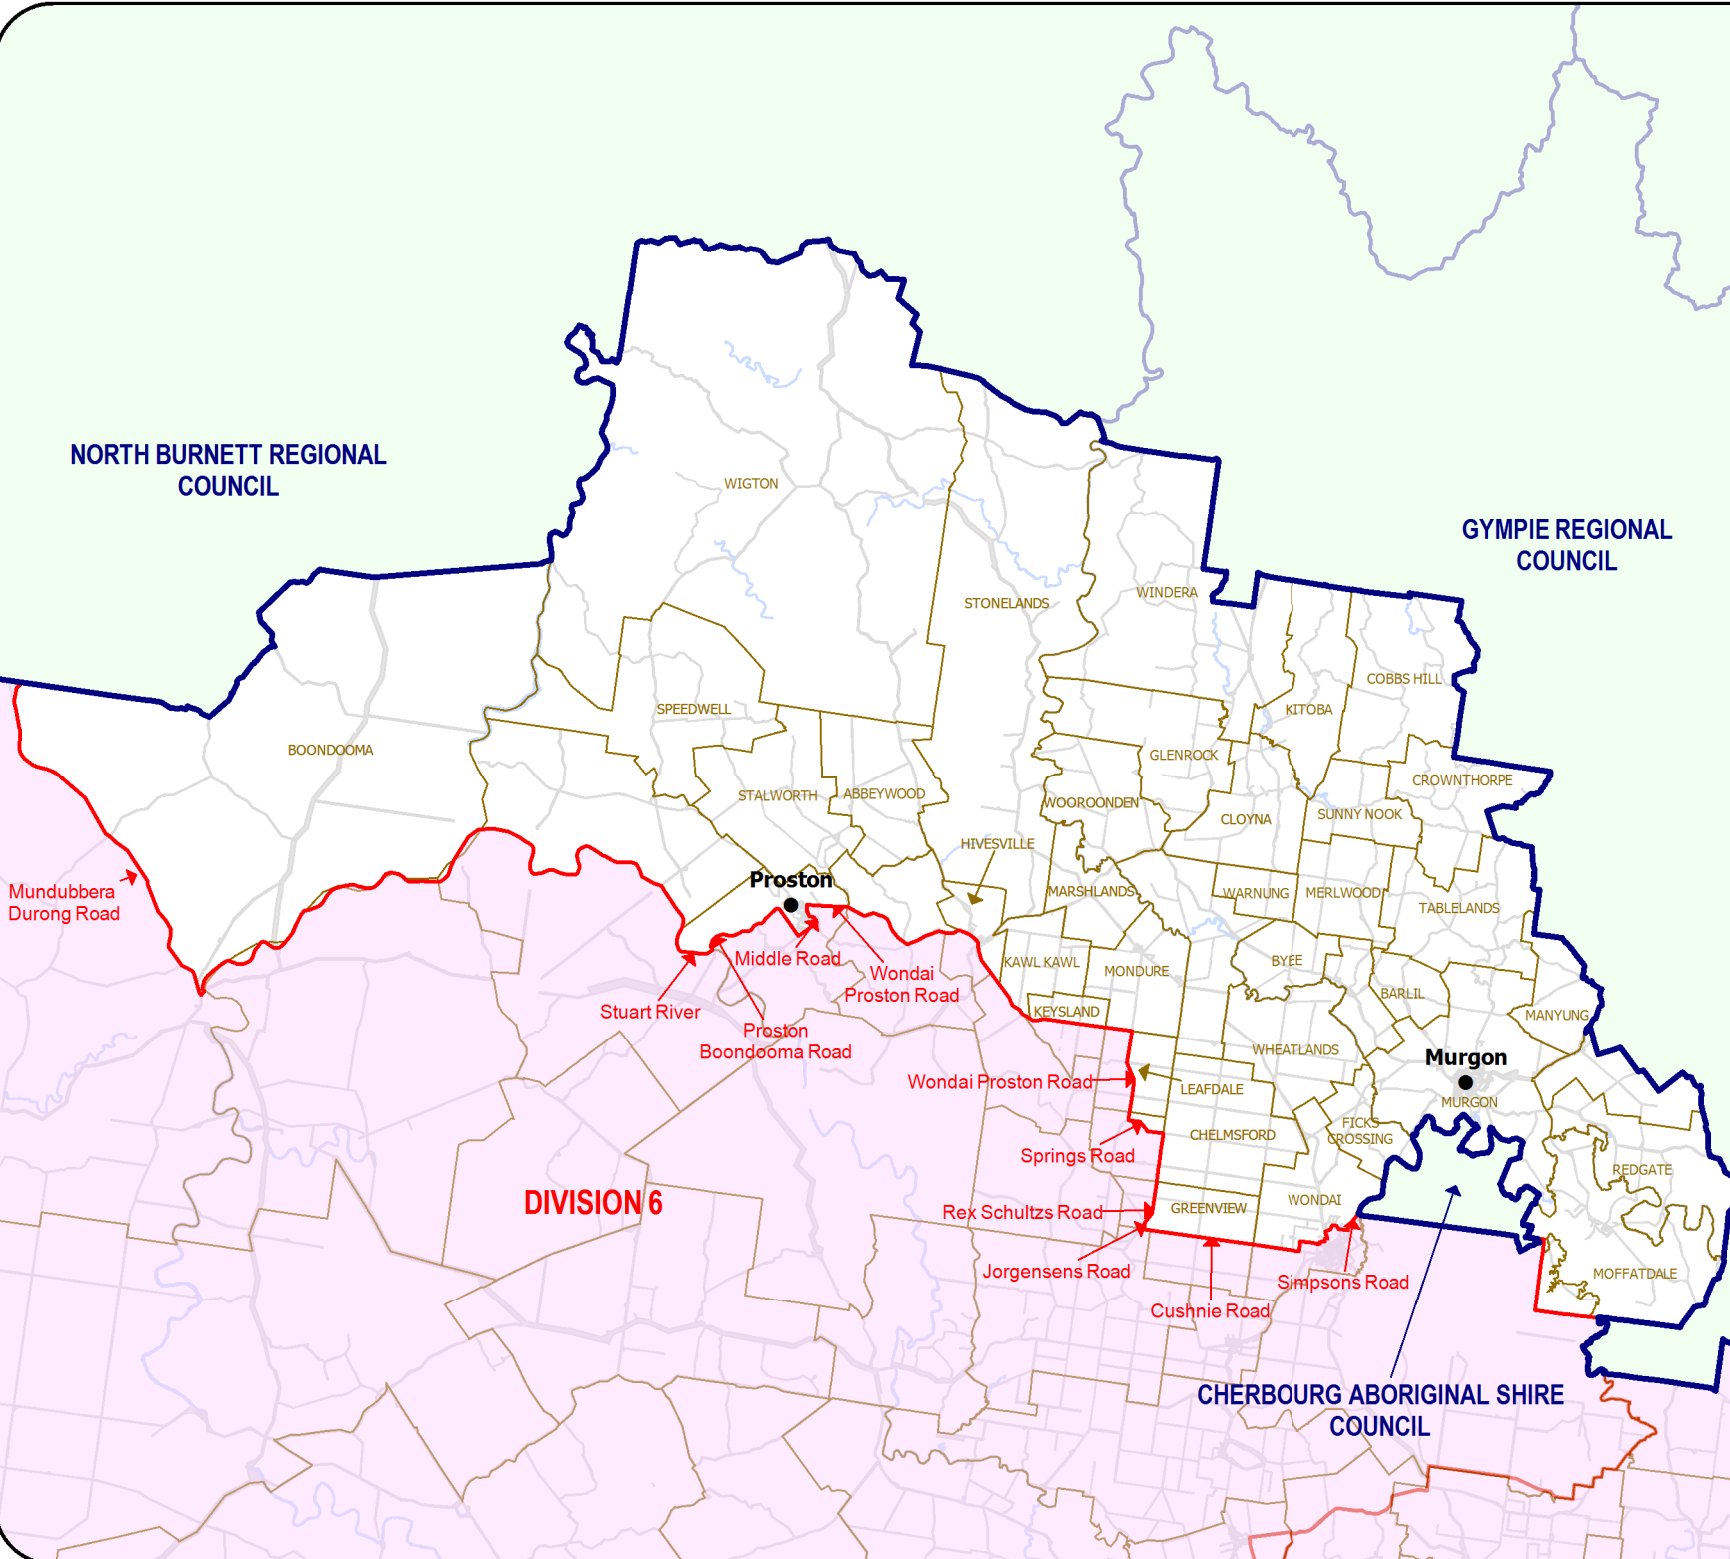 NORTH BURNETT REGIONAL
COUNCIL
GYMPIE REGIONAL
COUNCIL
WIGTON
STONELANDS
WINDERA
COBBS HILL
KITOBA
SPEEDWELL
BOONDOOMA
GLENROCK
CROWNTHORPE
STALWORTH
ABBEYWOOD
WOOROONDEN
CLOYNA
SUNNY NOOK
HIVESVILLE
Proston
MARSHLANDS
WARNUNG
MERLWOOD
TABLELANDS
Mundubbera
Durong Road
Middle Road
KAWL KAWL
MONDURE
BYEE
Wondai
Proston Road
BARLIL
Stuart River
KEYSLAND
MANYUNG
Proston
Boondooma Road
WHEATLANDS
Murgon
Wondai Proston Road
LEAFDALE
MURGON
FICKS
CROSSING
CHELMSFORD
Springs Road
REDGATE
DIVISION 6
WONDAI
GREENVIEW
Rex Schultzs Road
Jorgensens Road
MOFFATDALE
Simpsons Road
Cushnie Road
CHERBOURG ABORIGINAL SHIRE
COUNCIL